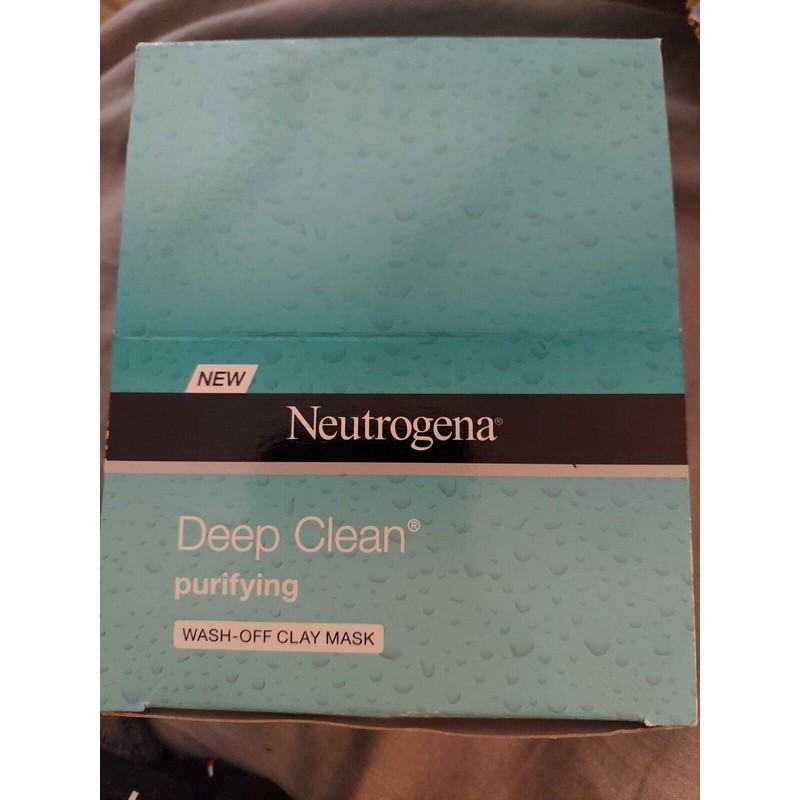 NEW
Neutrogena®
Deep Clean®
purifying
WASH-OFF CLAY MASK